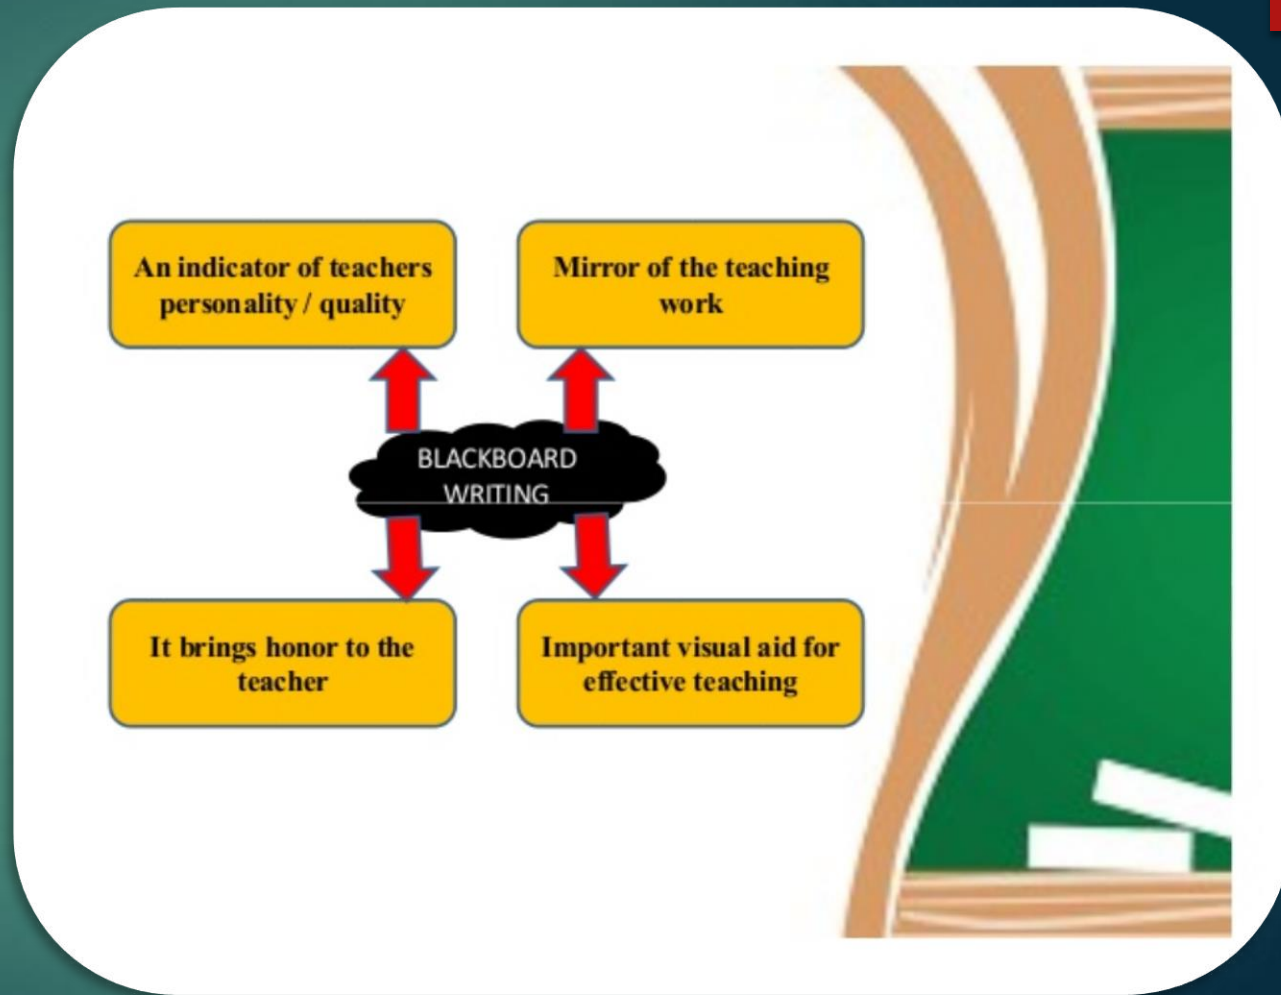 An indicator of teachers
personality / quality
Mirror of the teaching
work
BLACKBOARD
WRITING
It brings honor to the
teacher
Important visual aid for
effective teaching